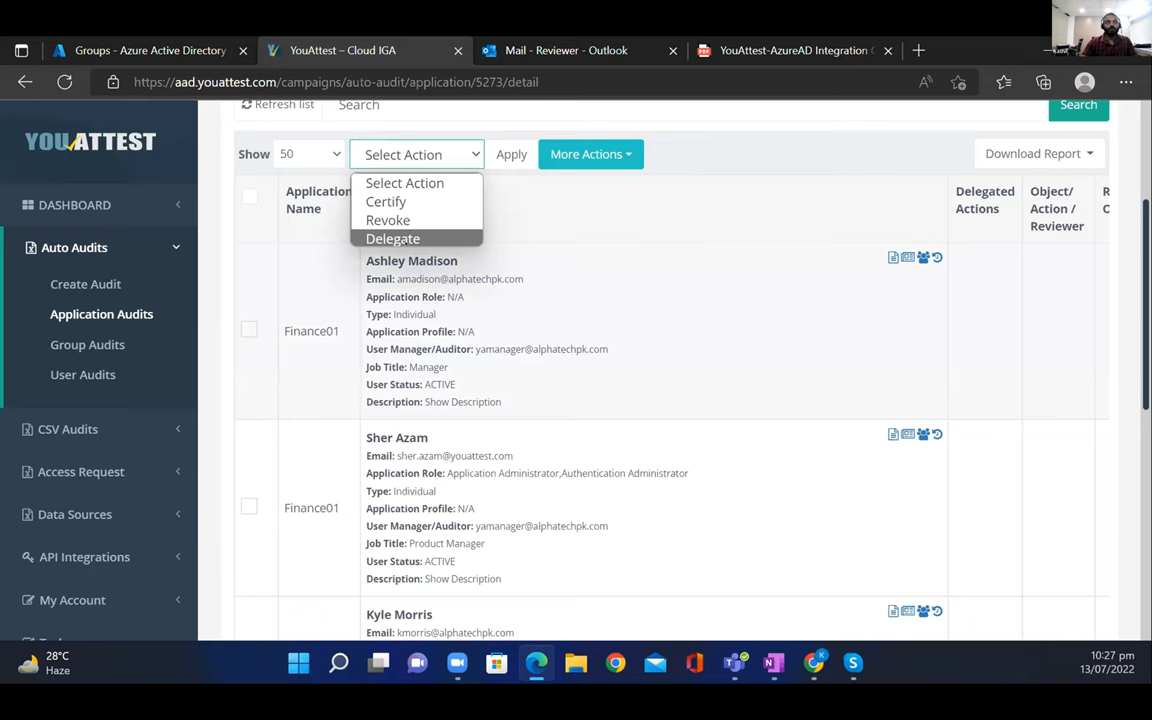 Groups - Azure Active Directory
YouAttest – Cloud IGA
Mail - Reviewer - Outlook
YouAttest-AzureAD Integration
https://aad.youattest.com/campaigns/auto-audit/application/5273/detail
YOUATTEST
DASHBOARD
Auto Audits
Create Audit
Application Audits
Group Audits
User Audits
CSV Audits
Access Request
Data Sources
API Integrations
My Account
Refresh list
Search
Search
Show
50
Select Action
Apply
More Actions
Download Report
Select Action
Certify
Revoke
Delegate
Application
Name
Delegated
Actions
Object/
Action /
Reviewer
Finance01
Ashley Madison
Email: amadison@alphatechpk.com
Application Role: N/A
Type: Individual
Application Profile: N/A
User Manager/Auditor: yamanager@alphatechpk.com
Job Title: Manager
User Status: ACTIVE
Description: Show Description
Finance01
Sher Azam
Email: sher.azam@youattest.com
Application Role: Application Administrator,Authentication Administrator
Type: Individual
Application Profile: N/A
User Manager/Auditor: yamanager@alphatechpk.com
Job Title: Product Manager
User Status: ACTIVE
Description: Show Description
Kyle Morris
Email: kmorris@alphatechpk.com
28°C
Haze
10:27 pm
13/07/2022